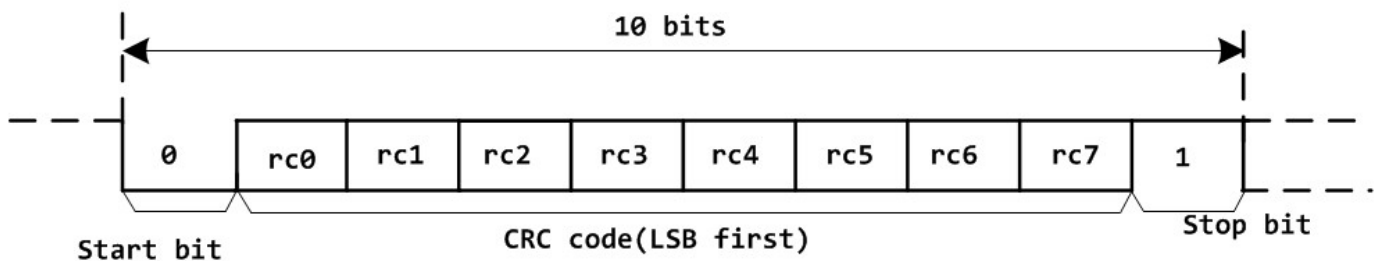 10 bits
0 rc0 rc1 rc2 rc3 rc4 rc5 rc6 rc7 1
Start bit CRC code(LSB first) Stop bit